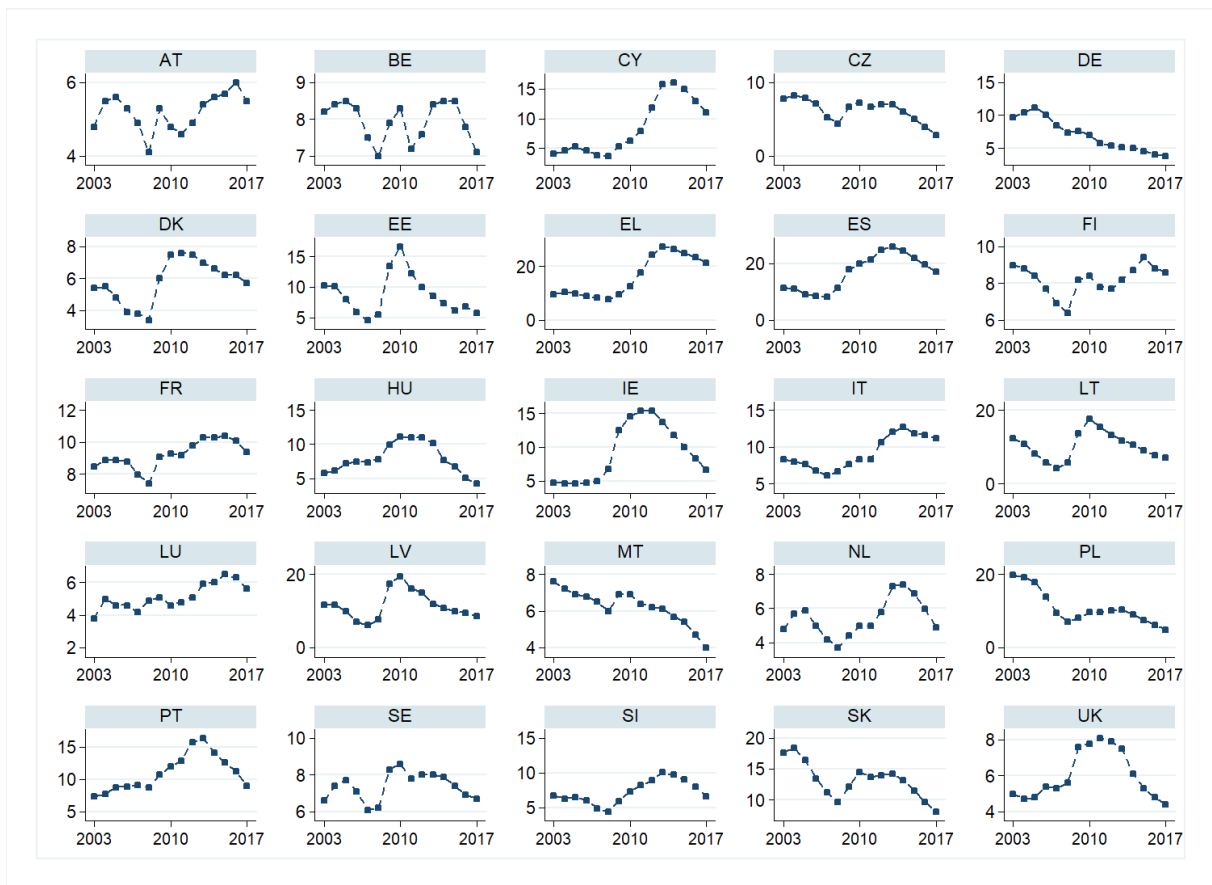 AT BE CY CZ DE
6 9 15 10 15
8 10 10
4 7 5 0 5
2003 2010 2017 2003 2010 2017 2003 2010 2017 2003 2010 2017 2003 2010 2017
DK EE EL ES FI
8 15 20 20 10
6 10 8
4 5 0 0 6
2003 2010 2017 2003 2010 2017 2003 2010 2017 2003 2010 2017 2003 2010 2017
FR HU IE IT LT
12 15 15 15 20
10 10 10 10
8 5 5 5 0
2003 2010 2017 2003 2010 2017 2003 2010 2017 2003 2010 2017 2003 2010 2017
LU LV MT NL PL
6 20 8 8 20
4 6 6
2 0 4 4 0
2003 2010 2017 2003 2010 2017 2003 2010 2017 2003 2010 2017 2003 2010 2017
PT SE SI SK UK
15 10 15 20 8
10 8 10 15 6
5 6 5 10 4
2003 2010 2017 2003 2010 2017 2003 2010 2017 2003 2010 2017 2003 2010 2017